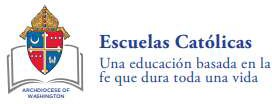 Escuelas Católicas
Una educación basada en la
fe que dura toda una vida
ARCHDIOCESE OF
WASHINGTON